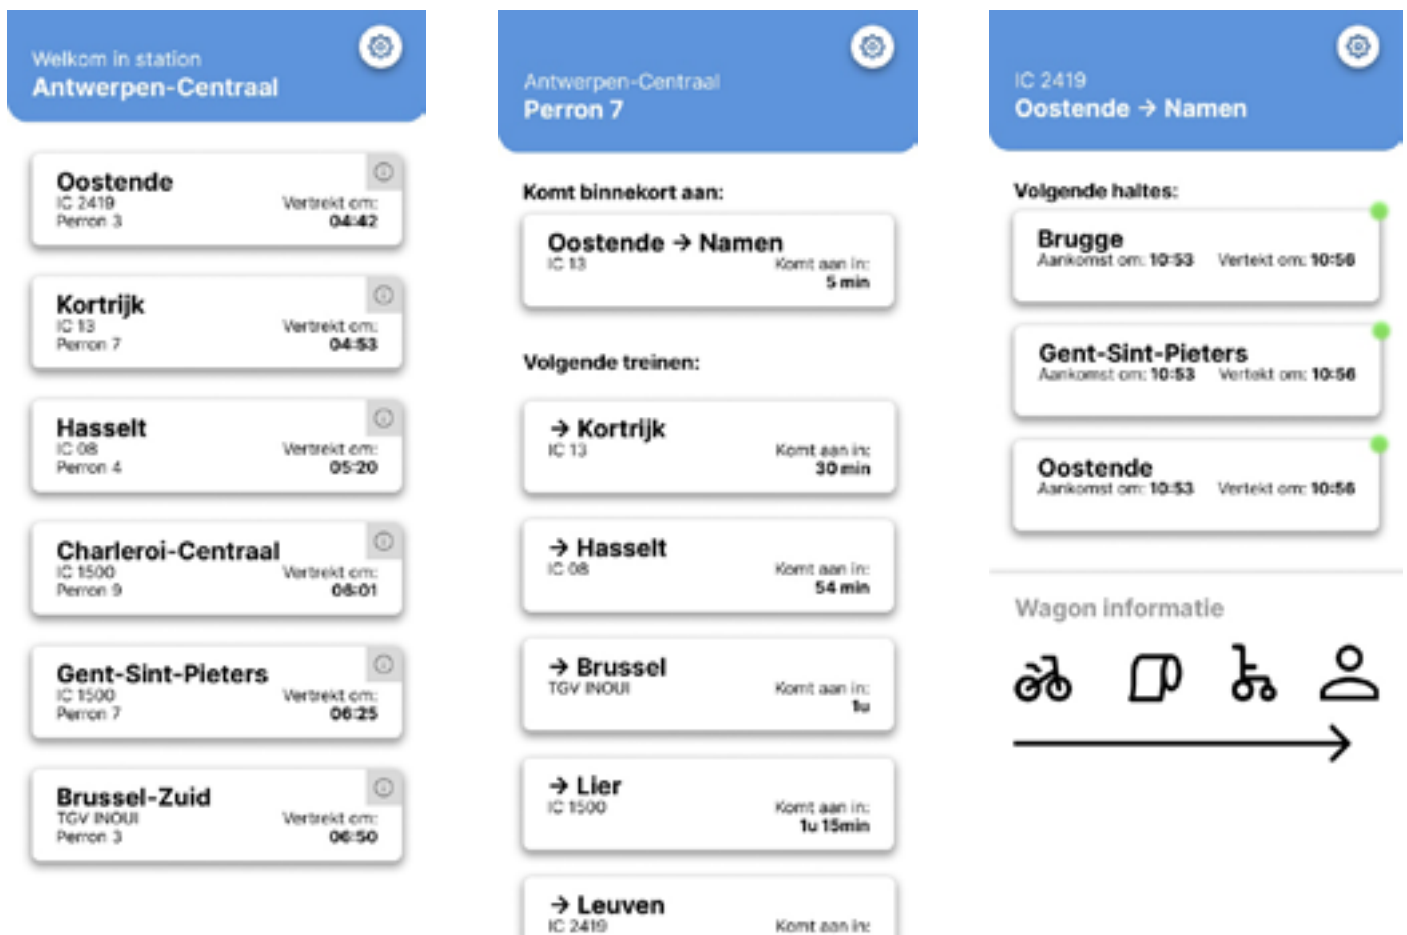 Welkom in station
Antwerpen-Centraal
Oostende
IC 2419
Perron 3
Vertrekt om:
04:42
Kortrijk
IC 13
Perron 7
Vertrekt om:
04:53
Hasselt
IC 08
Perron 4
Vertrekt om:
05:20
Charleroi-Centraal
IC 1500
Perron 9
Vertrekt om:
06:01
Gent-Sint-Pieters
IC 1500
Perron 7
Vertrekt om:
06:25
Brussel-Zuid
TGV INOUI
Perron 3
Vertrekt om:
06:50
Antwerpen-Centraal
Perron 7
Komt binnekort aan:
Oostende → Namen
IC 13
Komt aan in:
5 min
Volgende treinen:
→ Kortrijk
IC 13
Komt aan in:
30 min
→ Hasselt
IC 08
Komt aan in:
54 min
→ Brussel
TGV INOUI
Komt aan in:
1u
→ Lier
IC 1500
Komt aan in:
1u 15min
→ Leuven
IC 2419
Komt aan in:
IC 2419
Oostende → Namen
Volgende haltes:
Brugge
Aankomst om: 10:53 Vertekt om: 10:56
Gent-Sint-Pieters
Aankomst om: 10:53 Vertekt om: 10:56
Oostende
Aankomst om: 10:53 Vertekt om: 10:56
Wagon informatie